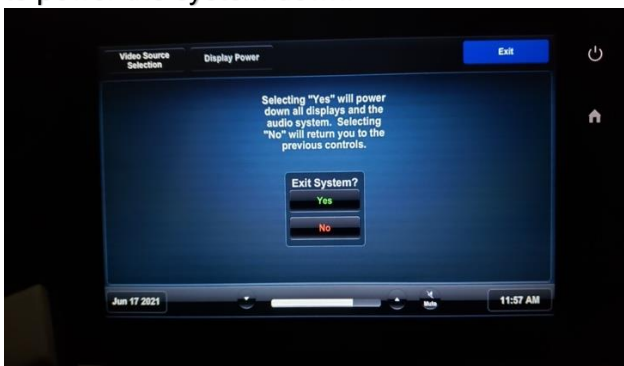 Video Source
Selection
Display Power
Exit
Selecting "Yes" will power
down all displays and the
audio system. Selecting
"No" will return you to the
previous controls.
Exit System?
Yes
No
Jun 17 2021
Mute
11:57 AM